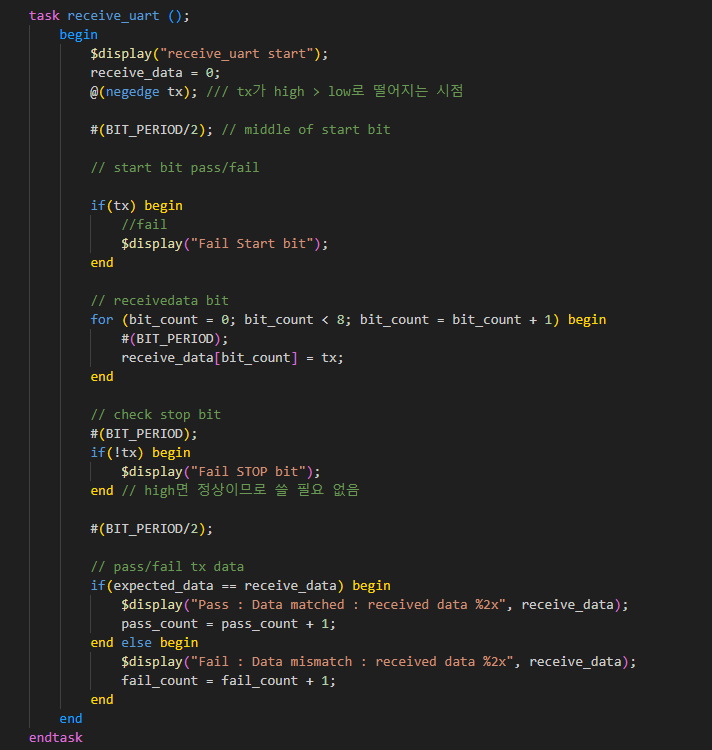 task receive_uart ();
begin
$display("receive_uart start");
receive_data = 0;
@(negedge tx); /// tx가 high > low로 떨어지는 시점
#(BIT_PERIOD/2); // middle of start bit
// start bit pass/fail
if(tx) begin
//fail
$display("Fail Start bit");
end
// receivedata bit
for (bit_count = 0; bit_count < 8; bit_count = bit_count + 1) begin
#(BIT_PERIOD);
receive_data[bit_count] = tx;
end
// check stop bit
#(BIT_PERIOD);
if(!tx) begin
$display("Fail STOP bit");
end // high면 정상이므로 쓸 필요 없음
#(BIT_PERIOD/2);
// pass/fail tx data
if(expected_data == receive_data) begin
$display("Pass : Data matched : received data %2x", receive_data);
pass_count = pass_count + 1;
end else begin
$display("Fail : Data mismatch : received data %2x", receive_data);
fail_count = fail_count + 1;
end
end
endtask